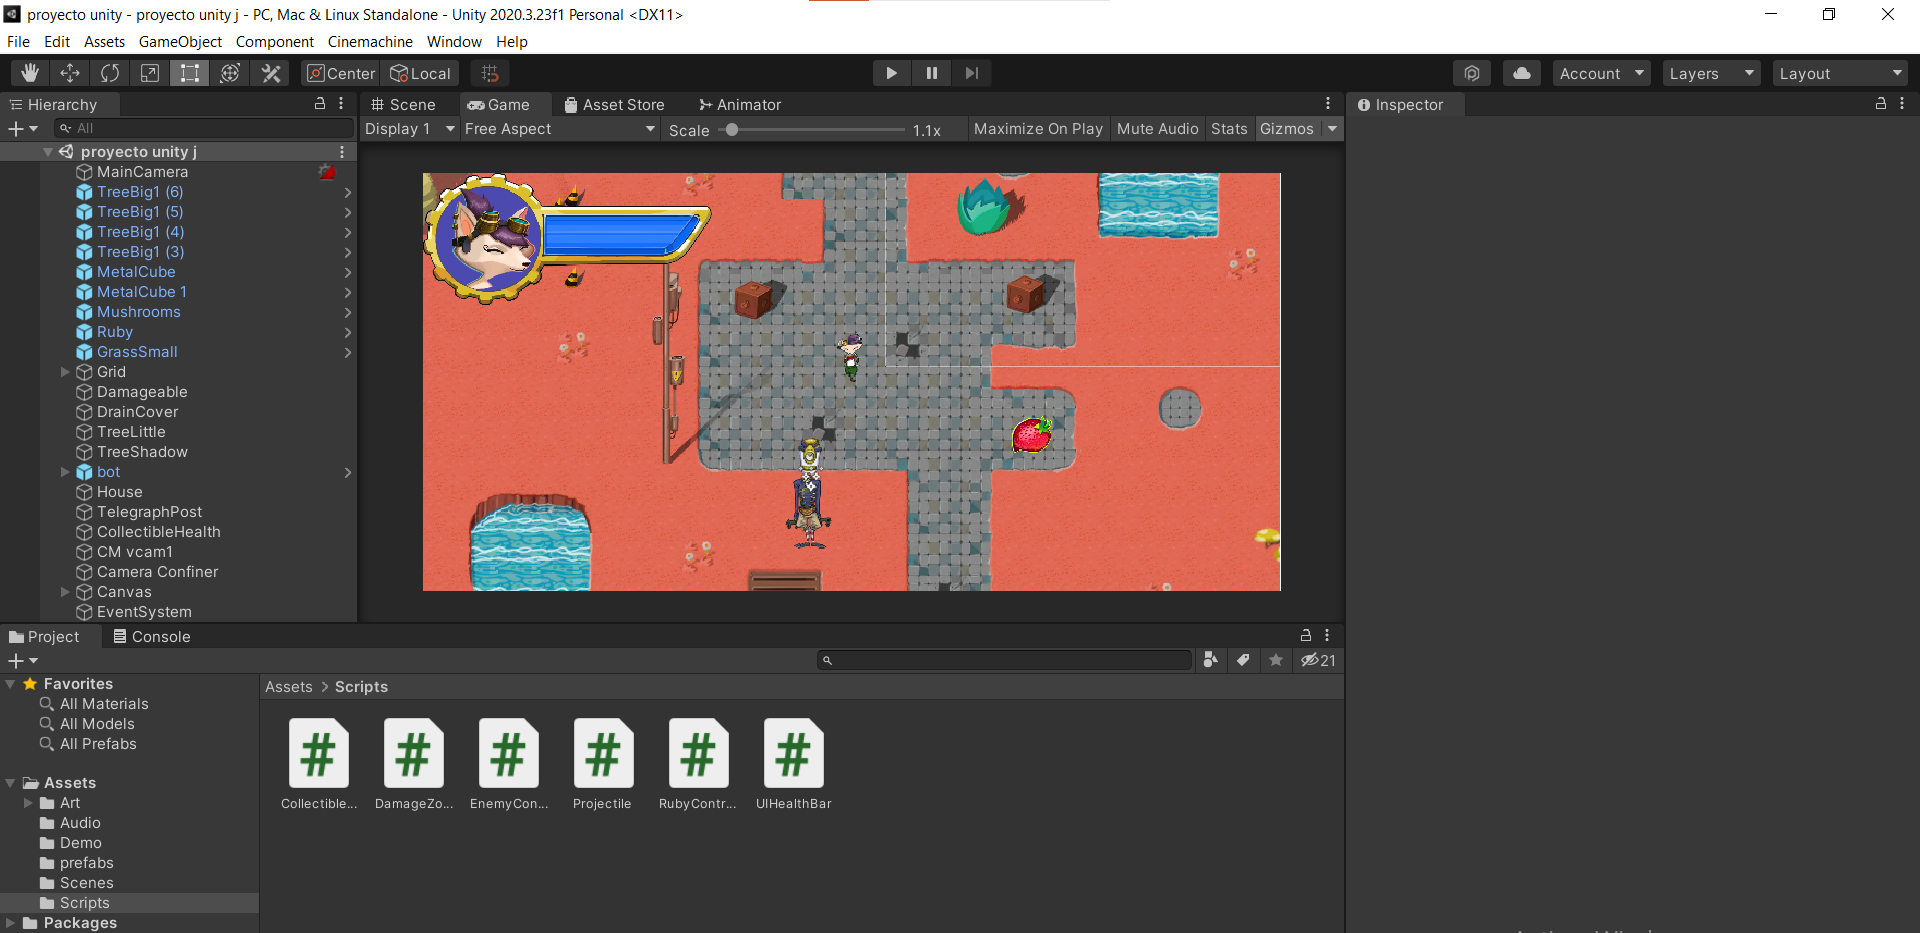 proyecto unity - proyecto unity j - PC, Mac & Linux Standalone - Unity 2020.3.23f1 Personal <DX11>
File Edit Assets GameObject Component Cinemachine Window Help
Center Local Account Layers Layout
Hierarchy Scene Game Asset Store Animator Inspector
All Display 1 Free Aspect Scale 1.1x Maximize On Play Mute Audio Stats Gizmos
proyecto unity j
MainCamera
TreeBig1 (6)
TreeBig1 (5)
TreeBig1 (4)
TreeBig1 (3)
MetalCube
MetalCube 1
Mushrooms
Ruby
GrassSmall
Grid
Damageable
DrainCover
TreeLittle
TreeShadow
bot
House
TelegraphPost
CollectibleHealth
CM vcam1
Camera Confiner
Canvas
EventSystem
Project Console
21
Favorites
All Materials
All Models
All Prefabs
Assets
Art
Audio
Demo
prefabs
Scenes
Scripts
Packages
Assets > Scripts
Collectible... DamageZo... EnemyCon... Projectile RubyContr... UIHealthBar